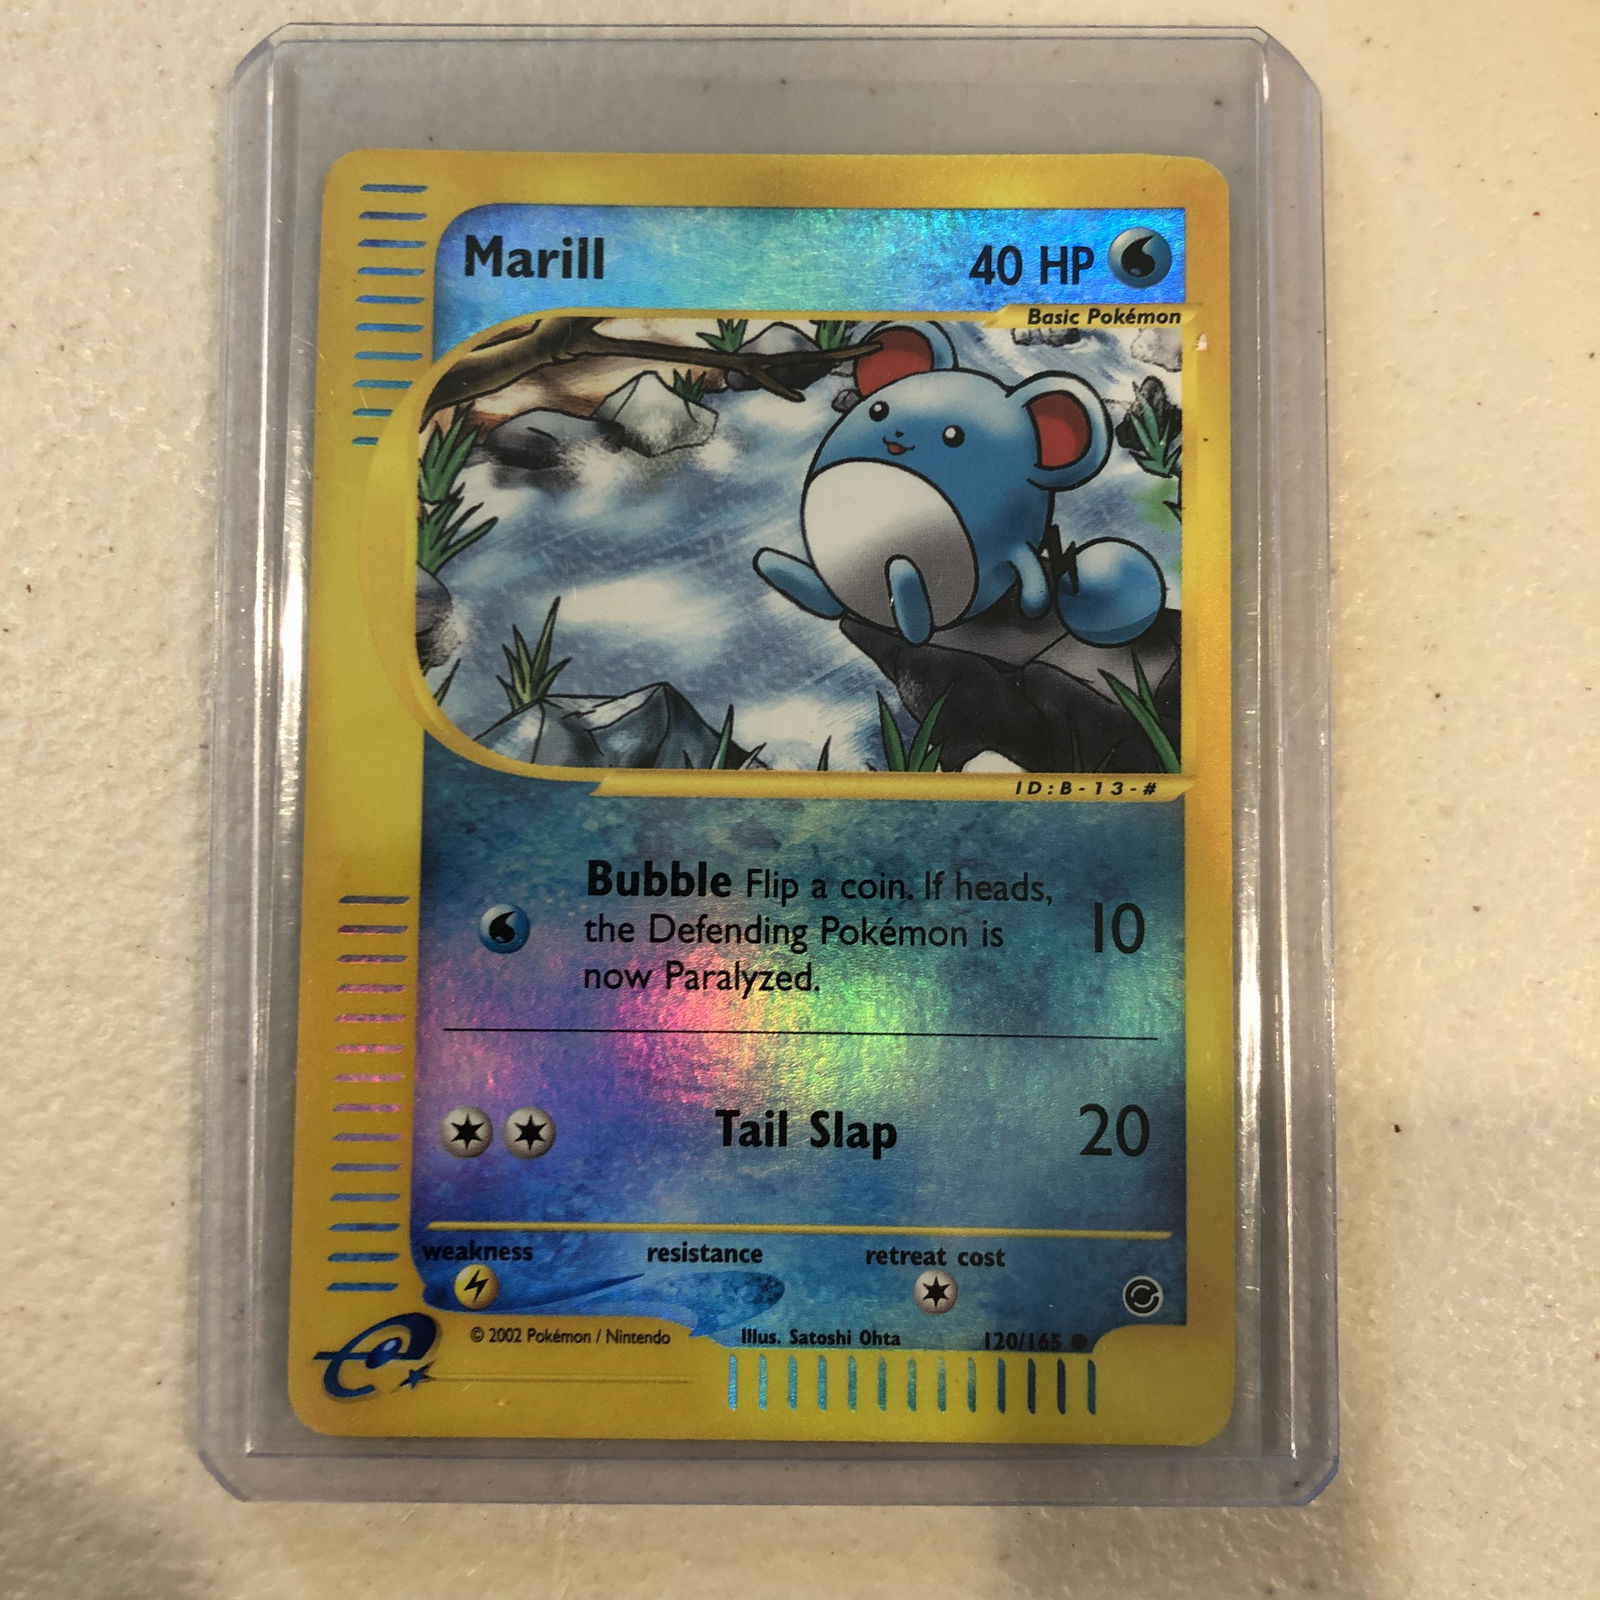 Marill 40 HP
Basic Pokémon
ID:B-13-#
Bubble Flip a coin. If heads,
the Defending Pokémon is
now Paralyzed.
10
Tail Slap 20
weakness resistance retreat cost
© 2002 Pokémon / Nintendo Illus. Satoshi Ohta 120/165
e